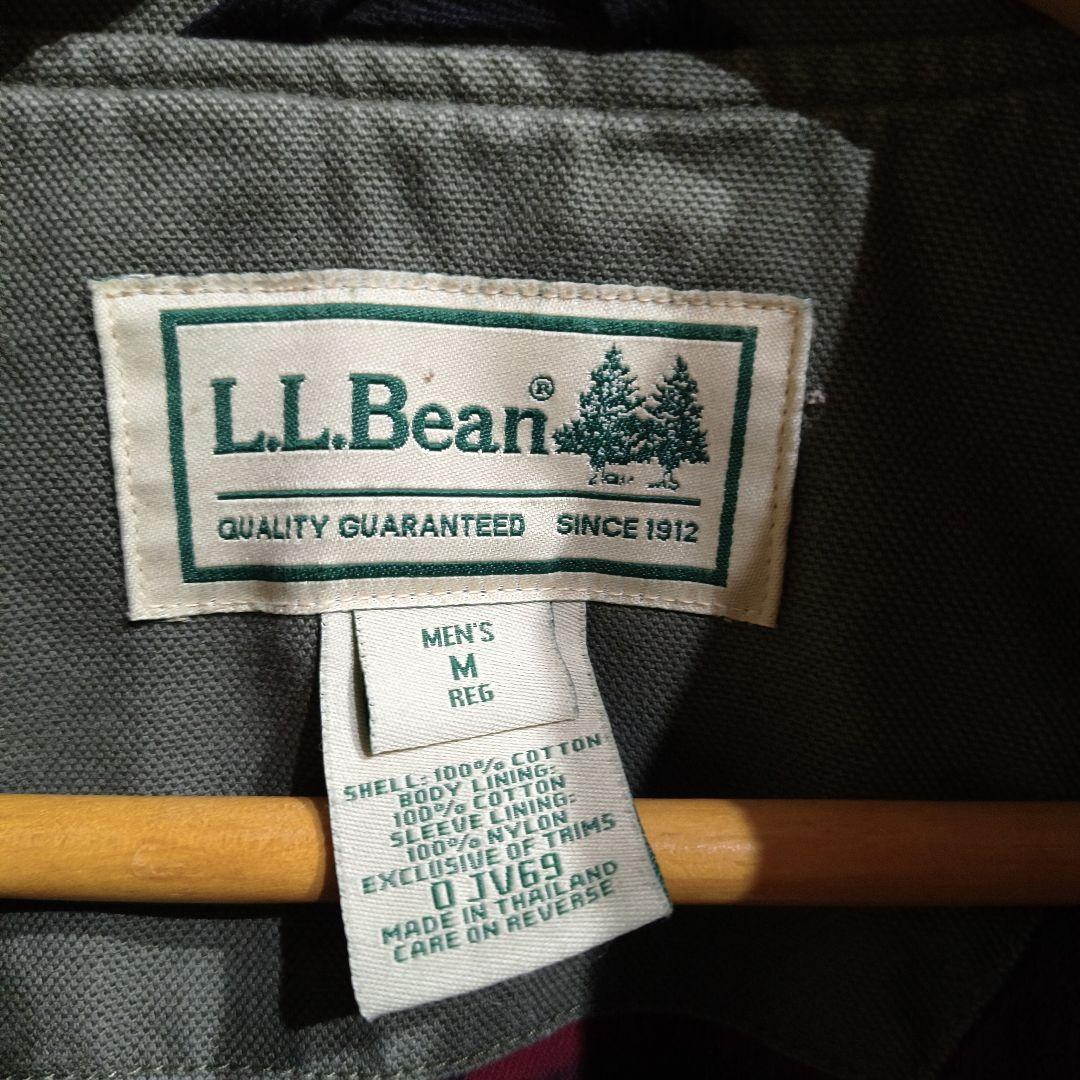 L.L.Bean®
QUALITY GUARANTEED SINCE 1912
MEN'S
M
REG
SHELL: 100% COTTON
BODY LINING:
100% COTTON
SLEEVE LINING:
100% NYLON
EXCLUSIVE OF TRIMS
0 JV69
MADE IN THAILAND
CARE ON REVERSE